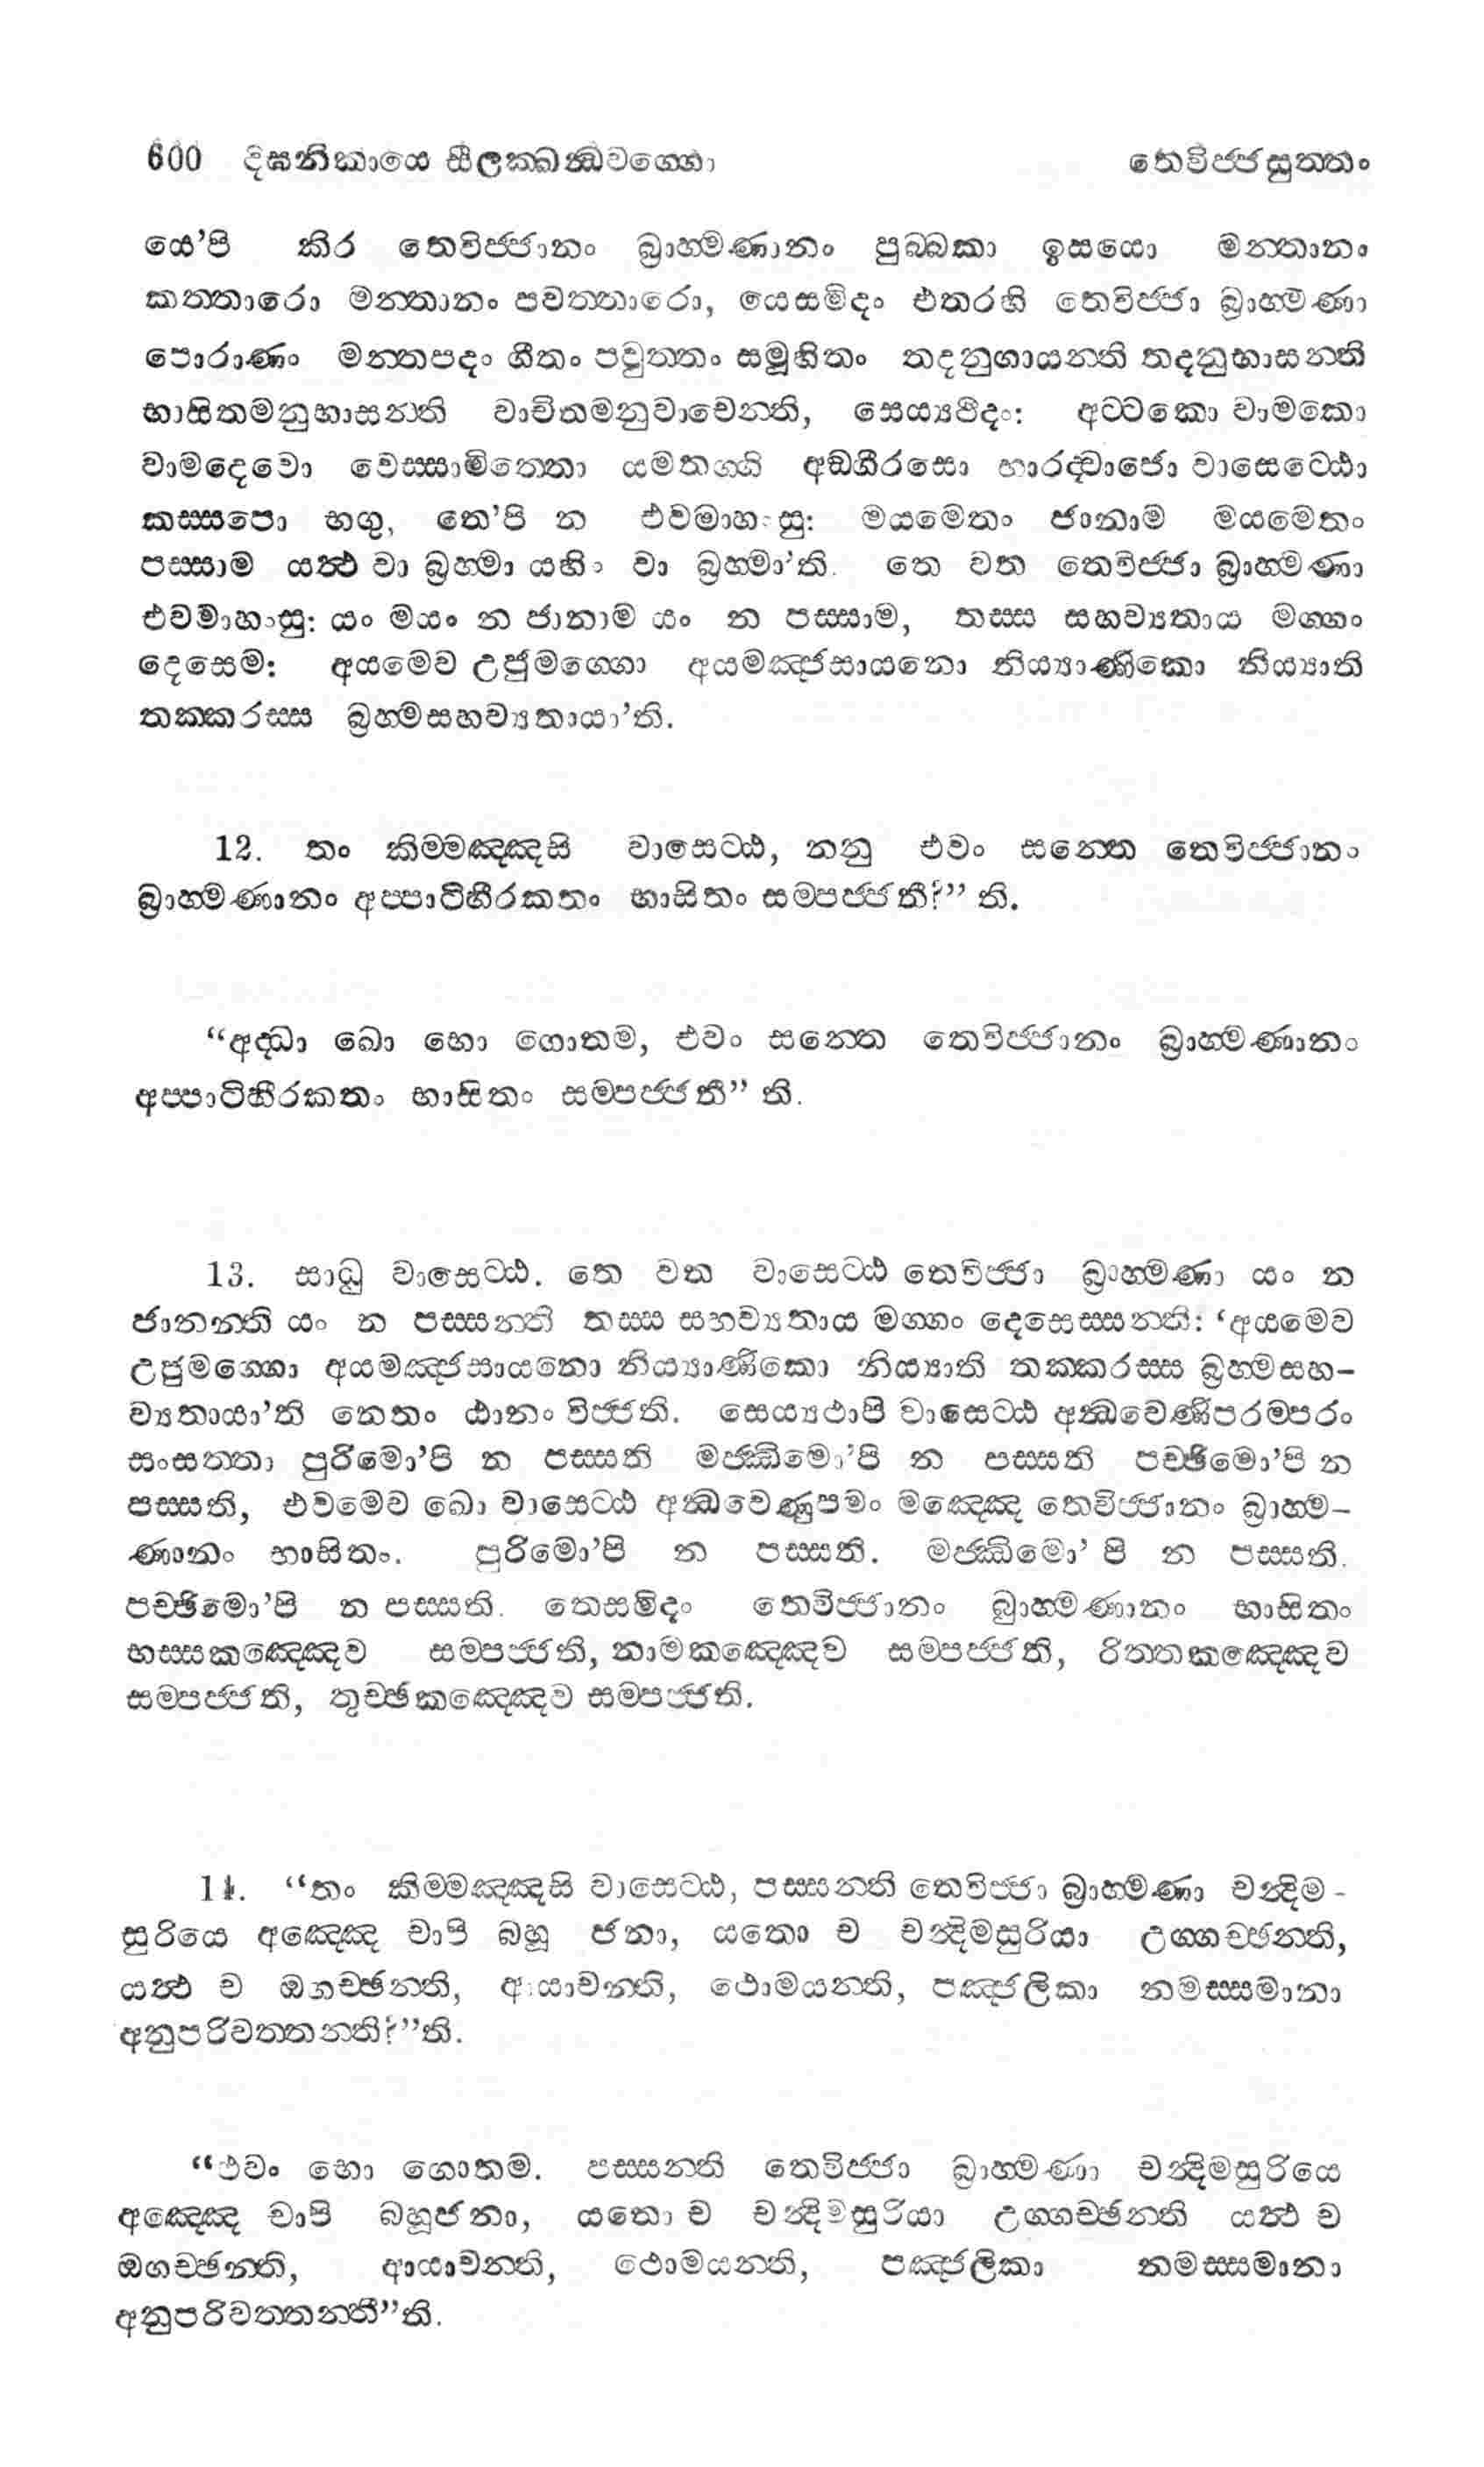 600 දිඝනිකායෙ සීලක්ඛන්ධවග්ගො තෙවිජ්ජසුත්තං
යෙ’පි කිර තෙවිජ්ජානං බ්‍රාහ්මණානං පුබ්බකා ඉසයො මන්තානං
කත්තාරො මන්තානං පවත්තාරො, යෙසමිදං එතරහි තෙවිජ්ජා බ්‍රාහ්මණා
පොරාණං මන්තපදං ගීතං පවුත්තං සමූහිතං තදනුගායන්ති තදනුභාසන්ති
භාසිතමනුභාසන්ති වාචිතමනුවාචෙන්ති, සෙය්‍යථිදං: අට්ටකො වාමකො
වාමදෙවො වෙස්සාමිත්තො යමතග්ගි අඞ්ගීරසො භාරද්වාජො වාසෙට්ඨො
කස්සපො භගු, තෙ’පි න එවමාහංසු: මයමෙතං ජානාම මයමෙතං
පස්සාම යත්ථ වා බ්‍රහ්මා යහිං වා බ්‍රහ්මා’ති. තෙ වත තෙවිජ්ජා බ්‍රාහ්මණා
එවමාහංසු: යං මයං න ජානාම යං න පස්සාම, තස්ස සහව්‍යතාය මග්ගං
දෙසෙම: අයමෙව උජුමග්ගො අයමඤ්ජසායනො නිය්‍යාණිකො නිය්‍යාති
තක්කරස්ස බ්‍රහ්මසහව්‍යතායා’ති.
12. තං කිම්මඤ්ඤසි වාසෙට්ඨ, නනු එවං සන්තෙ තෙවිජ්ජානං
බ්‍රාහ්මණානං අප්පාටිහීරකතං භාසිතං සම්පජ්ජතී?” ති.
“අද්ධා ඛො භො ගොතම, එවං සන්තෙ තෙවිජ්ජානං බ්‍රාහ්මණානං
අප්පාටිහීරකතං භාසිතං සම්පජ්ජතී” ති.
13. සාධු වාසෙට්ඨ. තෙ වත වාසෙට්ඨ තෙවිජ්ජා බ්‍රාහ්මණා යං න
ජානන්ති යං න පස්සන්ති තස්ස සහව්‍යතාය මග්ගං දෙසෙස්සන්ති: ‘අයමෙව
උජුමග්ගො අයමඤ්ජසායනො නිය්‍යාණිකො නිය්‍යාති තක්කරස්ස බ්‍රහ්මසහ-
ව්‍යතායා’ති නෙතං ඨානං විජ්ජති. සෙය්‍යථාපි වාසෙට්ඨ අන්ධවෙණිපරම්පරං
සංසත්තා පුරිමො’පි න පස්සති මජ්ඣිමො’පි න පස්සති පච්ඡිමො’පි න
පස්සති, එවමෙව ඛො වාසෙට්ඨ අන්ධවෙණූපමං මඤ්ඤෙ තෙවිජ්ජානං බ්‍රාහ්ම-
ණානං භාසිතං. පුරිමො’පි න පස්සති. මජ්ඣිමො’ පි න පස්සති.
පච්ඡිමො’පි න පස්සති. තෙසමිදං තෙවිජ්ජානං බ්‍රාහ්මණානං භාසිතං
හස්සකඤ්ඤෙව සම්පජ්ජති, නාමකඤ්ඤෙව සම්පජ්ජති, රිත්තකඤ්ඤෙව
සම්පජ්ජති, තුච්ඡකඤ්ඤෙව සම්පජ්ජති.
14. “තං කිම්මඤ්ඤසි වාසෙට්ඨ, පස්සන්ති තෙවිජ්ජා බ්‍රාහ්මණා චන්දිම-
සුරියෙ අඤ්ඤෙ චාපි බහූ ජනා, යතො ච චන්දිමසුරියා උග්ගච්ඡන්ති,
යත්ථ ච ඔගච්ඡන්ති, ආයාචන්ති, ථොමයන්ති, පඤ්ජලිකා නමස්සමානා
අනුපරිවත්තන්ති?”ති.
“එවං භො ගොතම. පස්සන්ති තෙවිජ්ජා බ්‍රාහ්මණා චන්දිමසුරියෙ
අඤ්ඤෙ චාපි බහූජනා, යතො ච චන්දිමසුරියා උග්ගච්ඡන්ති යත්ථ ච
ඔගච්ඡන්ති, ආයාචන්ති, ථොමයන්ති, පඤ්ජලිකා නමස්සමානා
අනුපරිවත්තන්තී”ති.